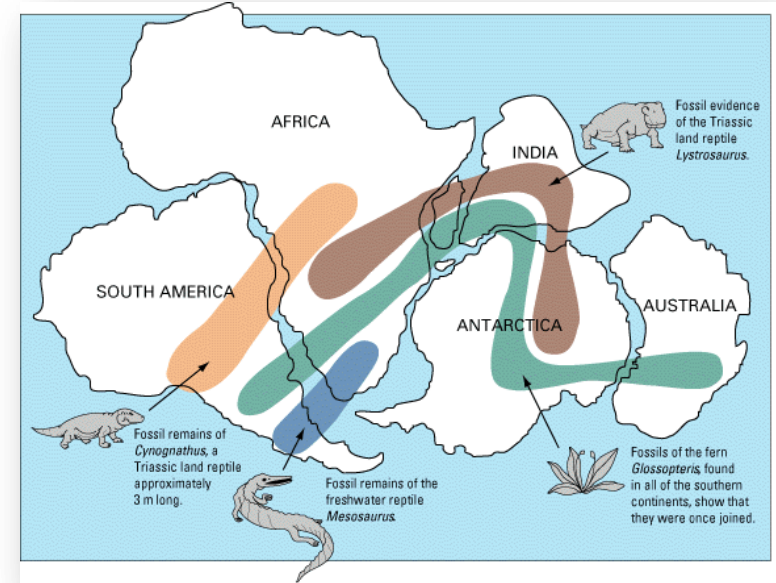 AFRICA
Fossil evidence
of the Triassic
land reptile
Lystrosaurus.
INDIA
SOUTH AMERICA
ANTARCTICA
AUSTRALIA
Fossil remains of
Cynognathus, a
Triassic land reptile
approximately
3 m long.
Fossil remains of the
freshwater reptile
Mesosaurus.
Fossils of the fern
Glossopteris, found
in all of the southern
continents, show that
they were once joined.